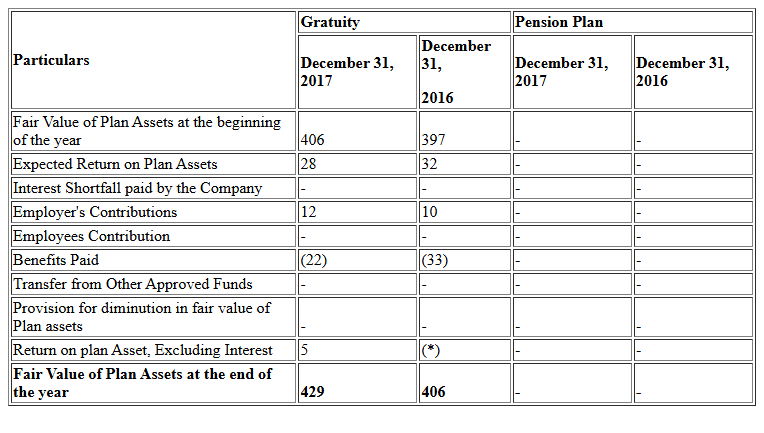 Particulars Gratuity Pension Plan
December 31, 2017 December 31, 2016 December 31, 2017 December 31, 2016
Fair Value of Plan Assets at the beginning
of the year 406 397 - -
Expected Return on Plan Assets 28 32 - -
Interest Shortfall paid by the Company - - - -
Employer's Contributions 12 10 - -
Employees Contribution - - - -
Benefits Paid (22) (33) - -
Transfer from Other Approved Funds - - - -
Provision for diminution in fair value of
Plan assets - - - -
Return on plan Asset, Excluding Interest 5 (*) - -
Fair Value of Plan Assets at the end of
the year 429 406 - -